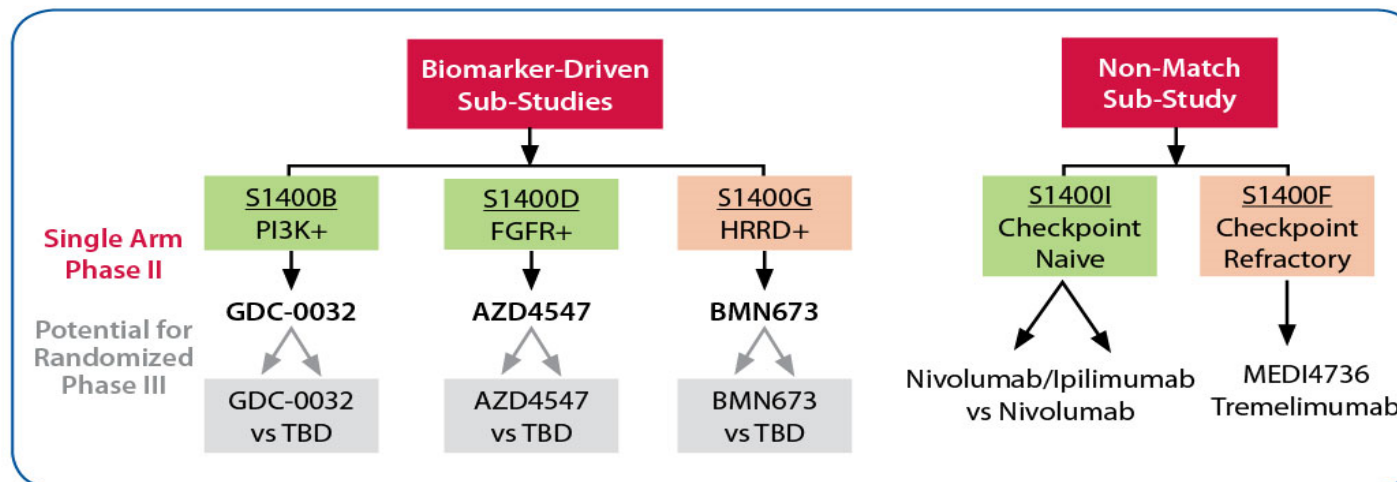 Biomarker-Driven
Sub-Studies
Non-Match
Sub-Study
S1400B
PI3K+
S1400D
FGFR+
S1400G
HRRD+
S1400I
Checkpoint
Naive
S1400F
Checkpoint
Refractory
Single Arm
Phase II
GDC-0032
AZD4547
BMN673
Potential for
Randomized
Phase III
GDC-0032
vs TBD
AZD4547
vs TBD
BMN673
vs TBD
Nivolumab/Ipilimumab
vs Nivolumab
MEDI4736
Tremelimumab